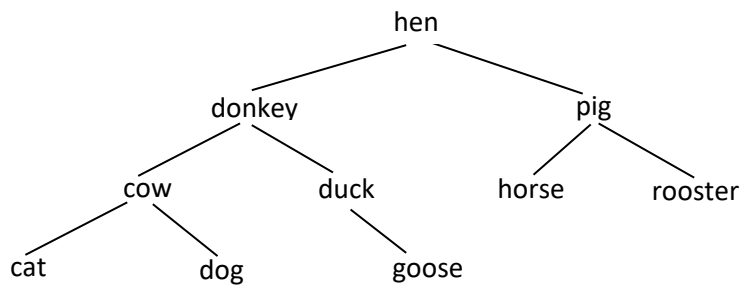 hen
donkey pig
cow duck horse rooster
cat dog goose